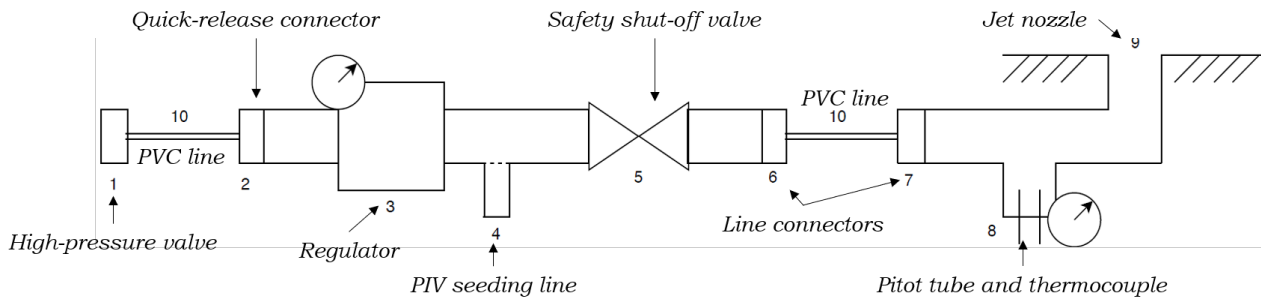 Quick-release connector
Safety shut-off valve
Jet nozzle
9
10
PVC line
PVC line
10
1
2
3
4
5
6
7
8
High-pressure valve
Regulator
PIV seeding line
Line connectors
Pitot tube and thermocouple